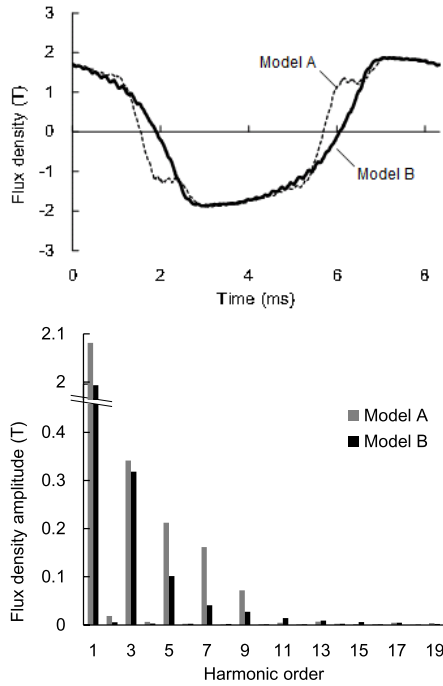 Flux density (T)
3
2
1
0
-1
-2
-3
Model A
Model B
0
2
4
6
8
Time (ms)
Flux density amplitude (T)
2.1
2
0.4
0.3
0.2
0.1
0
Model A
Model B
1 3 5 7 9 11 13 15 17 19
Harmonic order